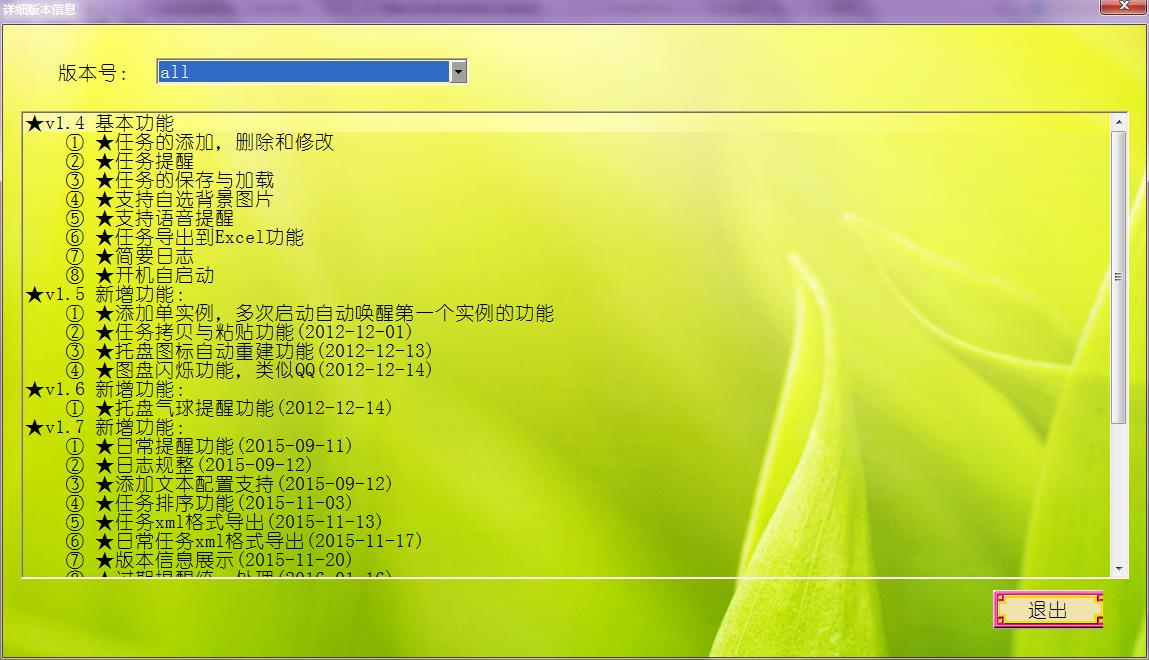 详细版本信息
版本号:
all
★v1.4 基本功能
① ★任务的添加，删除和修改
② ★任务提醒
③ ★任务的保存与加载
④ ★支持自选背景图片
⑤ ★支持语音提醒
⑥ ★任务导出到Excel功能
⑦ ★简要日志
⑧ ★开机自启动
★v1.5 新增功能:
① ★添加单实例，多次启动自动唤醒第一个实例的功能
② ★任务拷贝与粘贴功能(2012-12-01)
③ ★托盘图标自动重建功能(2012-12-13)
④ ★图盘闪烁功能，类似QQ(2012-12-14)
★v1.6 新增功能:
① ★托盘气球提醒功能(2012-12-14)
★v1.7 新增功能:
① ★日常提醒功能(2015-09-11)
② ★日志规整(2015-09-12)
③ ★添加文本配置支持(2015-09-12)
④ ★任务排序功能(2015-11-03)
⑤ ★任务xml格式导出(2015-11-13)
⑥ ★日常任务xml格式导出(2015-11-17)
⑦ ★版本信息展示(2015-11-20)
⑧ ★过期提醒统一处理(2016-01-16)
退出